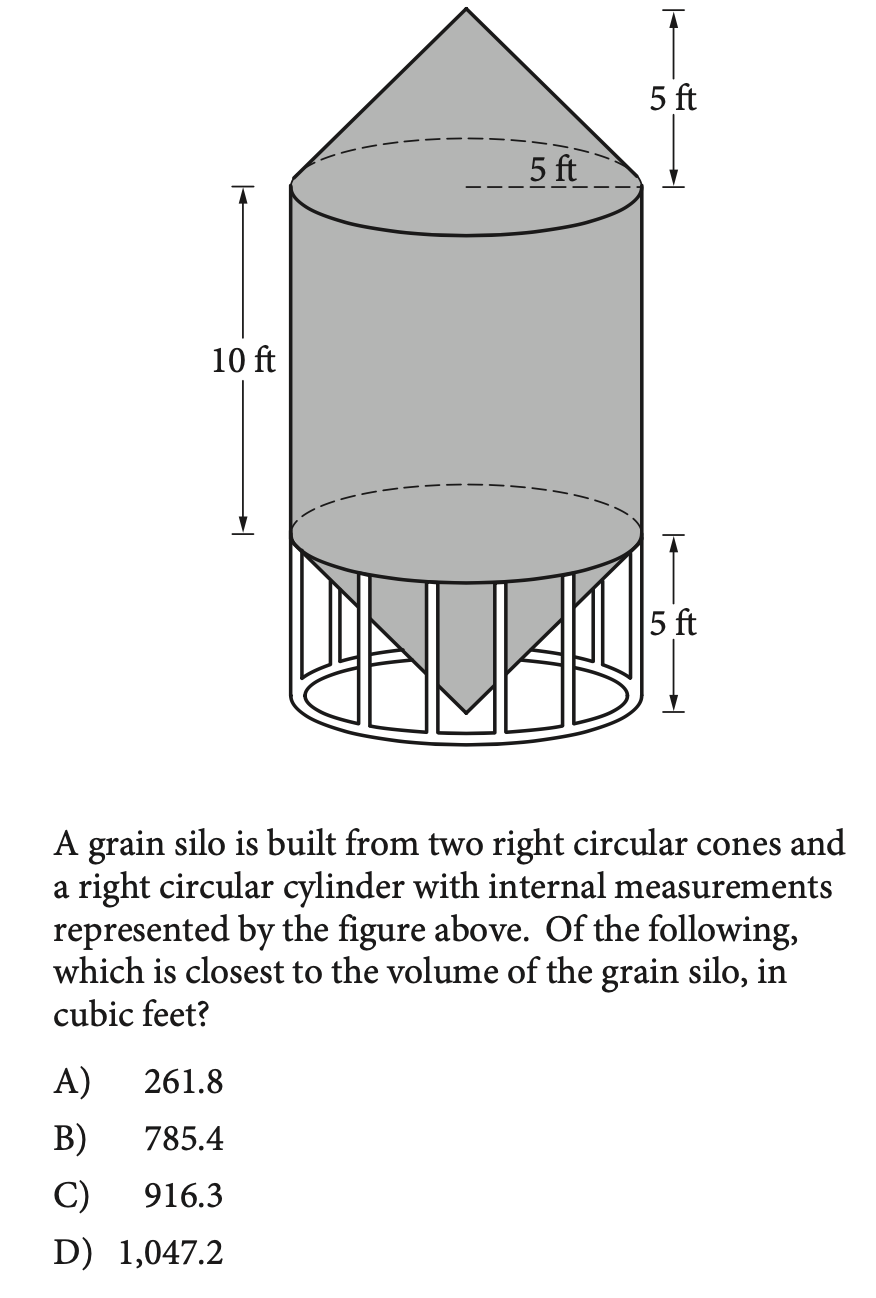 5 ft
5 ft
10 ft
5 ft
A grain silo is built from two right circular cones and
a right circular cylinder with internal measurements
represented by the figure above. Of the following,
which is closest to the volume of the grain silo, in
cubic feet?
A) 261.8
B) 785.4
C) 916.3
D) 1,047.2